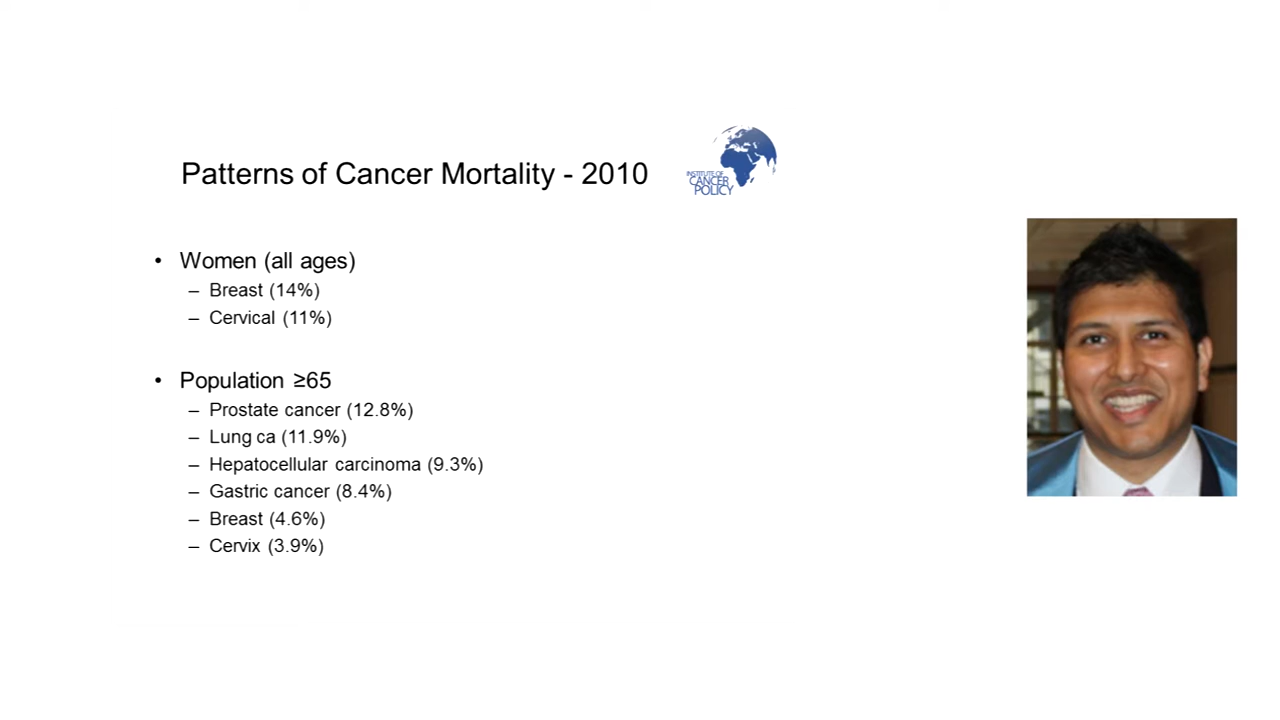 Patterns of Cancer Mortality - 2010
INSTITUTE OF
CANCER
POLICY
• Women (all ages)
– Breast (14%)
– Cervical (11%)
• Population ≥65
– Prostate cancer (12.8%)
– Lung ca (11.9%)
– Hepatocellular carcinoma (9.3%)
– Gastric cancer (8.4%)
– Breast (4.6%)
– Cervix (3.9%)